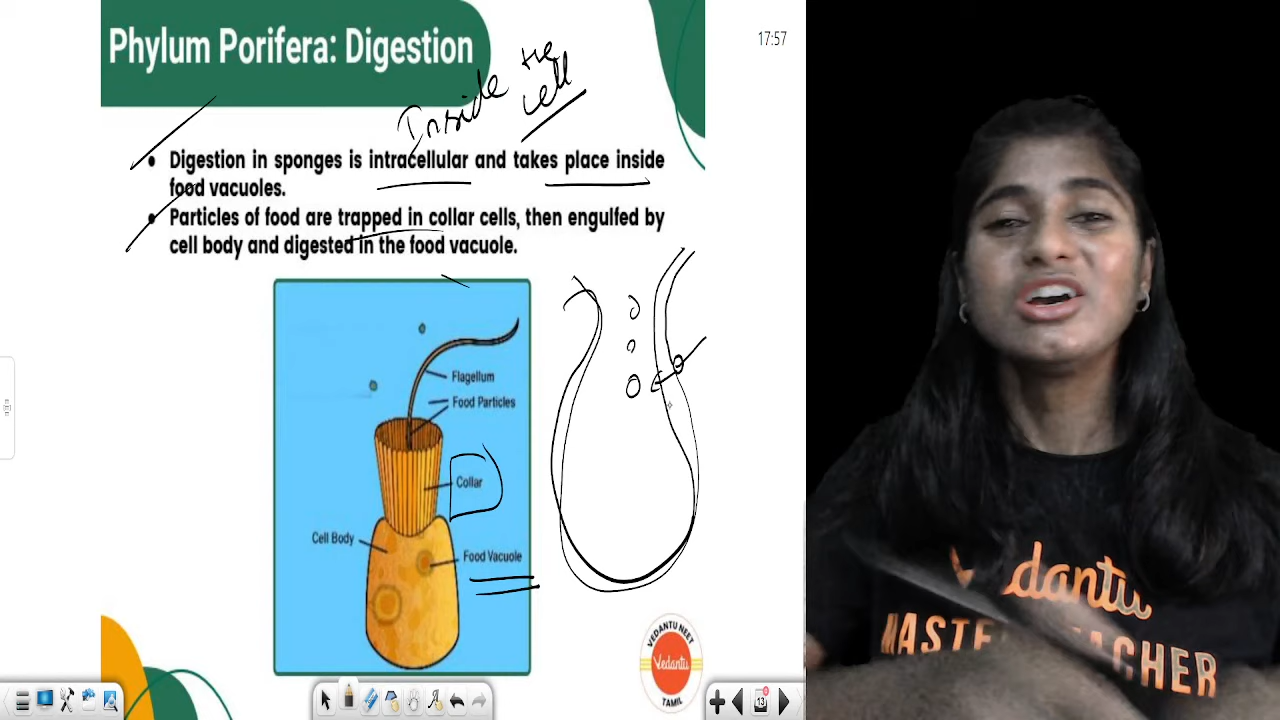 Phylum Porifera: Digestion
17:57
Inside the
cell
• Digestion in sponges is intracellular and takes place inside
food vacuoles.
• Particles of food are trapped in collar cells, then engulfed by
cell body and digested in the food vacuole.
Flagellum
Food Particles
Collar
Cell Body
Food Vacuole
VEDANTU NEET
Vedantu
TAMIL
Vedantu
MASTER TEACHER
13